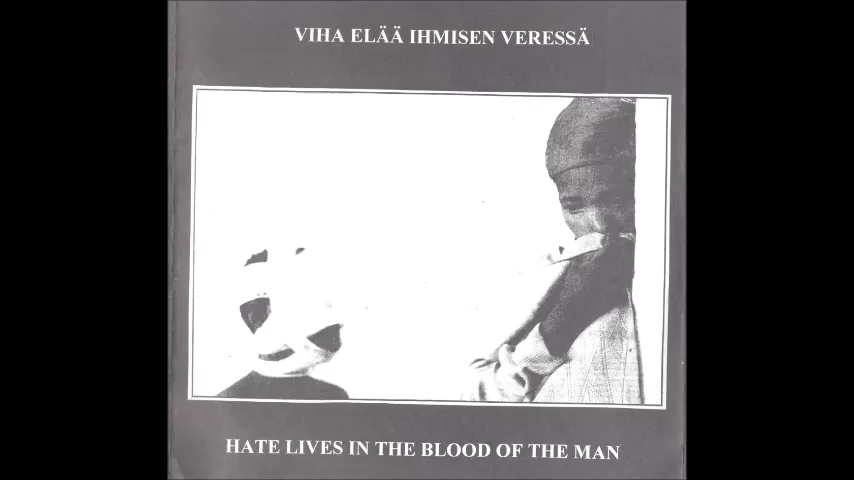 VIHA ELÄÄ IHMISEN VERESSÄ
HATE LIVES IN THE BLOOD OF THE MAN